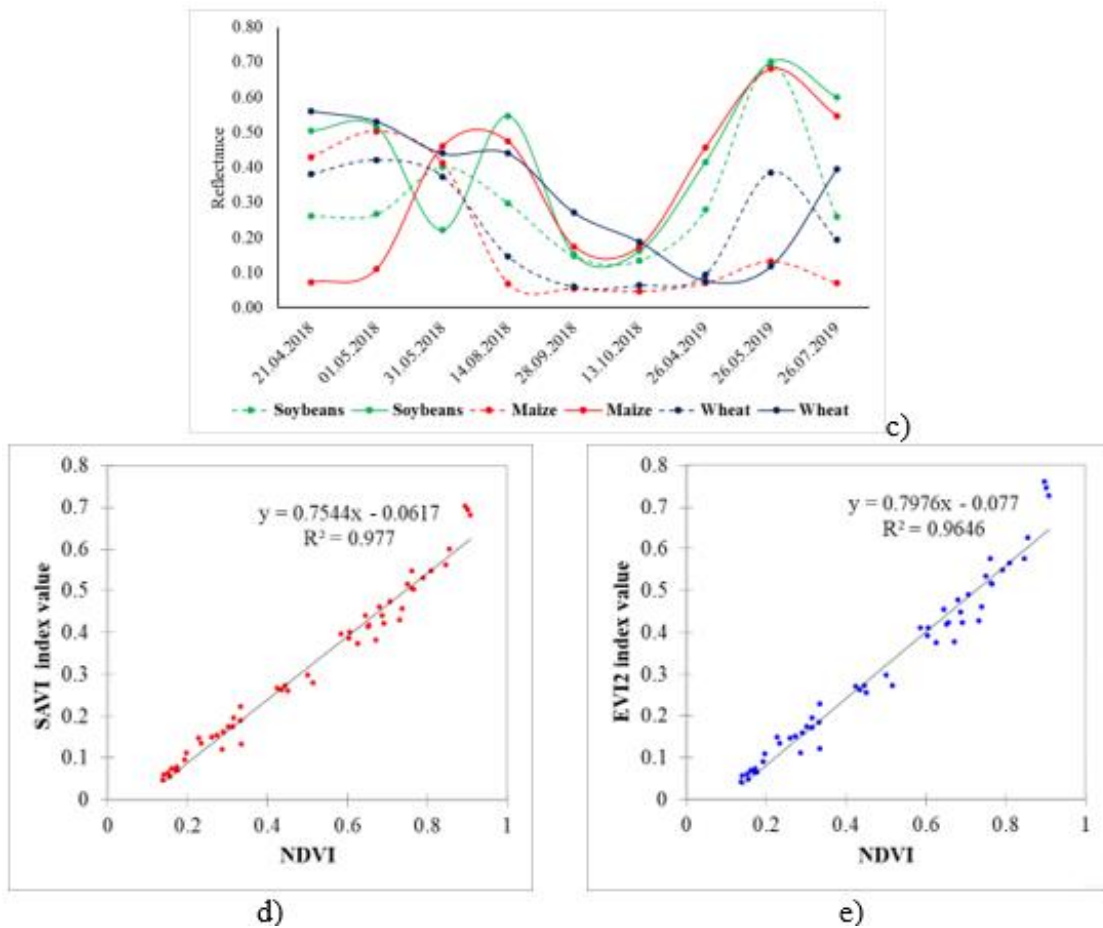 0.80
0.70
0.60
0.50
0.40
0.30
0.20
0.10
0.00
Reflectance
21.04.2018
01.05.2018
31.05.2018
14.08.2018
28.09.2018
13.10.2018
26.04.2019
26.05.2019
26.07.2019
Soybeans Soybeans Maize Maize Wheat Wheat
c)
0.8
0.7
0.6
0.5
0.4
0.3
0.2
0.1
0
SAVI index value
y = 0.7544x - 0.0617
R² = 0.977
0 0.2 0.4 0.6 0.8 1
NDVI
d)
0.8
0.7
0.6
0.5
0.4
0.3
0.2
0.1
0
EVI2 index value
y = 0.7976x - 0.077
R² = 0.9646
0 0.2 0.4 0.6 0.8 1
NDVI
e)